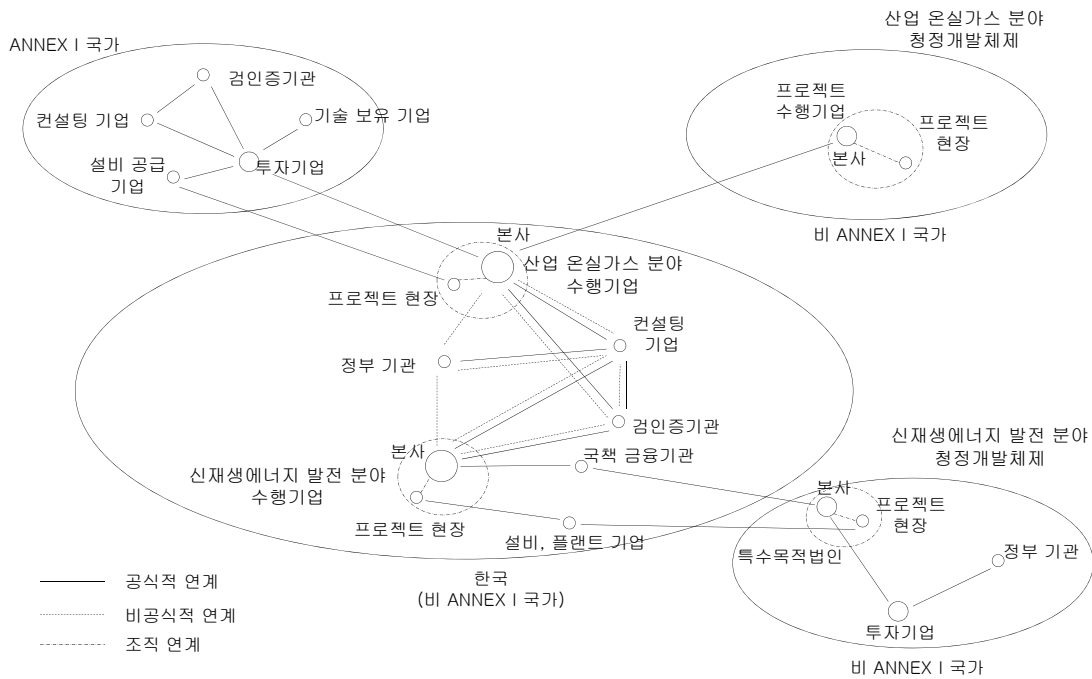 산업 온실가스 분야
청정개발체제
ANNEX I 국가
검인증기관
컨설팅 기업
기술 보유 기업
설비 공급
기업
투자기업
프로젝트
수행기업
프로젝트
현장
본사
비 ANNEX I 국가
본사
산업 온실가스 분야
수행기업
프로젝트 현장
컨설팅
기업
정부 기관
검인증기관
본사
국책 금융기관
신재생에너지 발전 분야
수행기업
프로젝트 현장
설비, 플랜트 기업
한국
(비 ANNEX I 국가)
신재생에너지 발전 분야
청정개발체제
본사
프로젝트
현장
특수목적법인
정부 기관
투자기업
비 ANNEX I 국가
공식적 연계
비공식적 연계
조직 연계